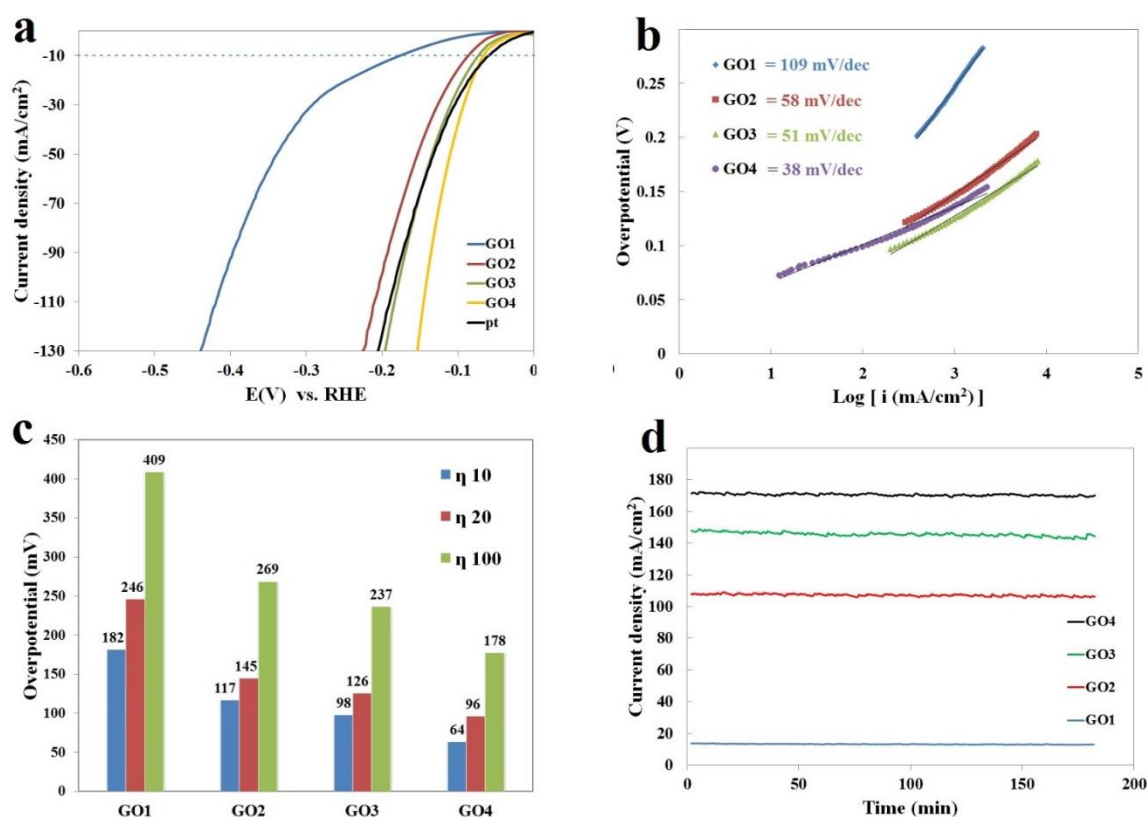 a
Current density (mA/cm²)
-10
-30
-50
-70
-90
-110
-130
GO1
GO2
GO3
GO4
pt
-0.6
-0.5
-0.4
-0.3
-0.2
-0.1
0
E(V) vs. RHE
b
Overpotential (V)
0.25
0.2
0.15
0.1
0.05
0
GO1 = 109 mV/dec
GO2 = 58 mV/dec
GO3 = 51 mV/dec
GO4 = 38 mV/dec
0
1
2
3
4
5
Log [ i (mA/cm²) ]
c
Overpotential (mV)
450
400
350
300
250
200
150
100
50
0
η 10
η 20
η 100
182
246
409
117
145
269
98
126
237
64
96
178
GO1
GO2
GO3
GO4
d
Current density (mA/cm²)
180
160
140
120
100
80
60
40
20
0
GO4
GO3
GO2
GO1
0
50
100
150
200
Time (min)